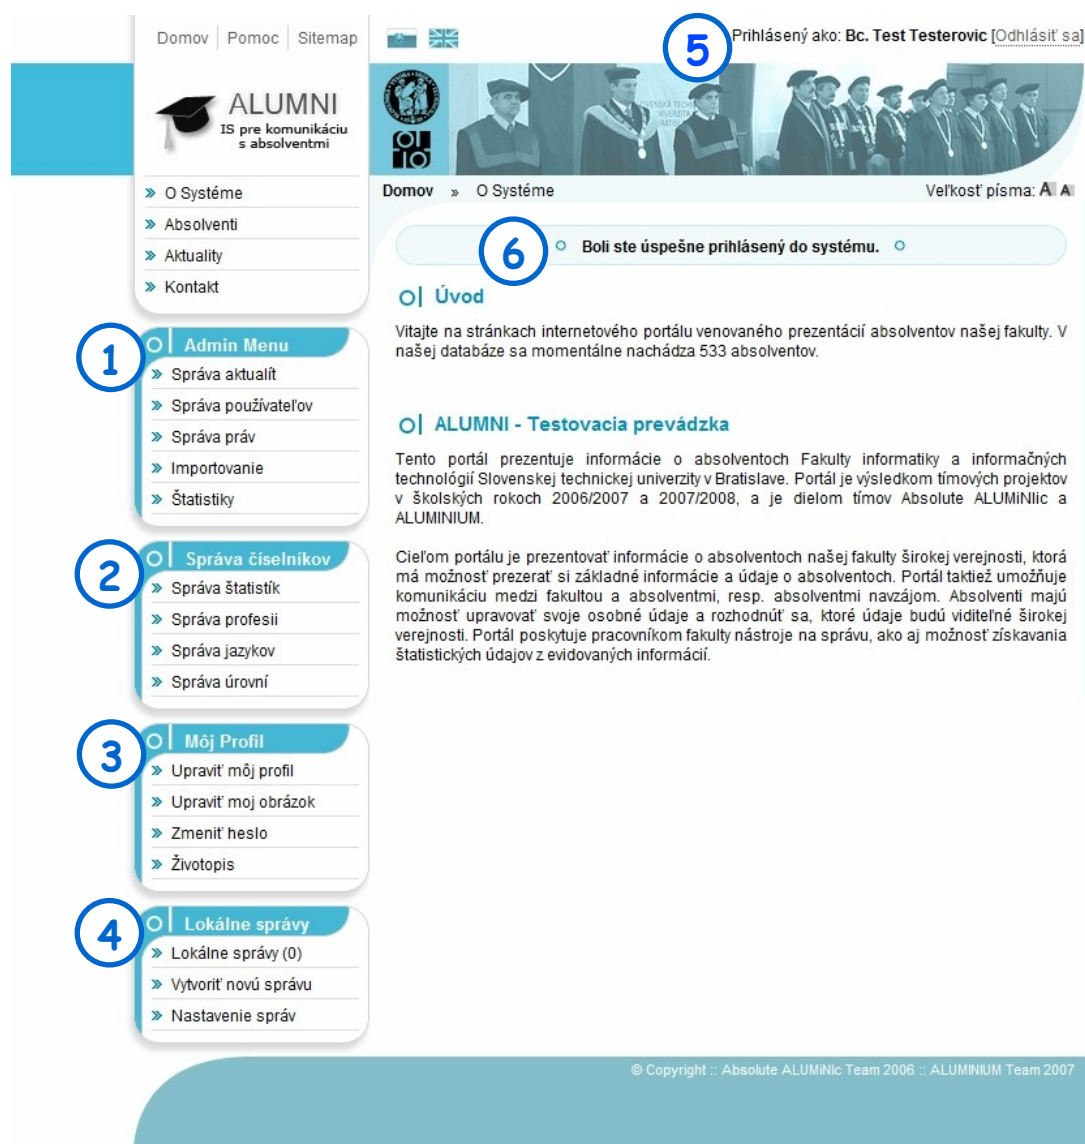 Domov | Pomoc | Sitemap
5 Prihlásený ako: Bc. Test Testerovic [Odhlásiť sa]
ALUMNI
IS pre komunikáciu
s absolventmi
» O Systéme
» Absolventi
» Aktuality
» Kontakt
Domov » O Systéme
Veľkosť písma: A A
6 Boli ste úspešne prihlásený do systému.
Úvod
Vitajte na stránkach internetového portálu venovaného prezentácií absolventov našej fakulty. V
našej databáze sa momentálne nachádza 533 absolventov.
ALUMNI - Testovacia prevádzka
Tento portál prezentuje informácie o absolventoch Fakulty informatiky a informačných
technológií Slovenskej technickej univerzity v Bratislave. Portál je výsledkom tímových projektov
v školských rokoch 2006/2007 a 2007/2008, a je dielom tímov Absolute ALUMiNIic a
ALUMINIUM.
Cieľom portálu je prezentovať informácie o absolventoch našej fakulty širokej verejnosti, ktorá
má možnosť prezerať si základné informácie a údaje o absolventoch. Portál taktiež umožňuje
komunikáciu medzi fakultou a absolventmi, resp. absolventmi navzájom. Absolventi majú
možnosť upravovať svoje osobné údaje a rozhodnúť sa, ktoré údaje budú viditeľné širokej
verejnosti. Portál poskytuje pracovníkom fakulty nástroje na správu, ako aj možnosť získavania
štatistických údajov z evidovaných informácií.
1 Admin Menu
» Správa aktualít
» Správa používateľov
» Správa práv
» Importovanie
» Štatistiky
2 Správa číselníkov
» Správa štatistík
» Správa profesii
» Správa jazykov
» Správa úrovní
3 Môj Profil
» Upraviť môj profil
» Upraviť moj obrázok
» Zmeniť heslo
» Životopis
4 Lokálne správy
» Lokálne správy (0)
» Vytvoriť novú správu
» Nastavenie správ
© Copyright :: Absolute ALUMiNIc Team 2006 :: ALUMINIUM Team 2007